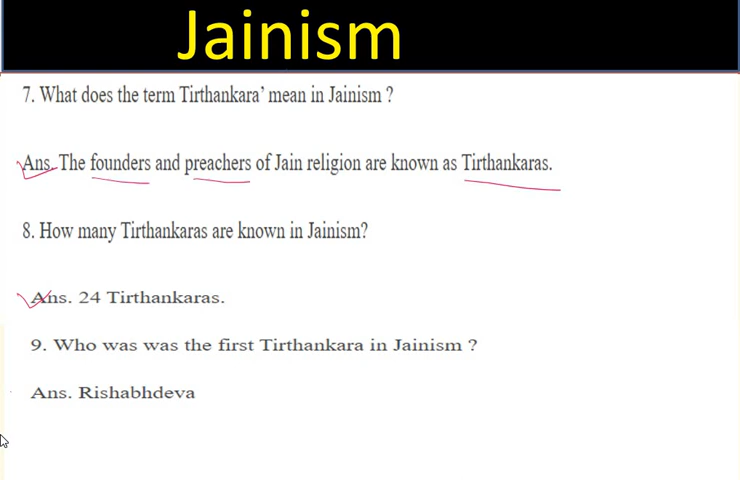 Jainism
7. What does the term Tirthankara’ mean in Jainism ?
Ans. The founders and preachers of Jain religion are known as Tirthankaras.
8. How many Tirthankaras are known in Jainism?
Ans. 24 Tirthankaras.
9. Who was was the first Tirthankara in Jainism ?
Ans. Rishabhdeva